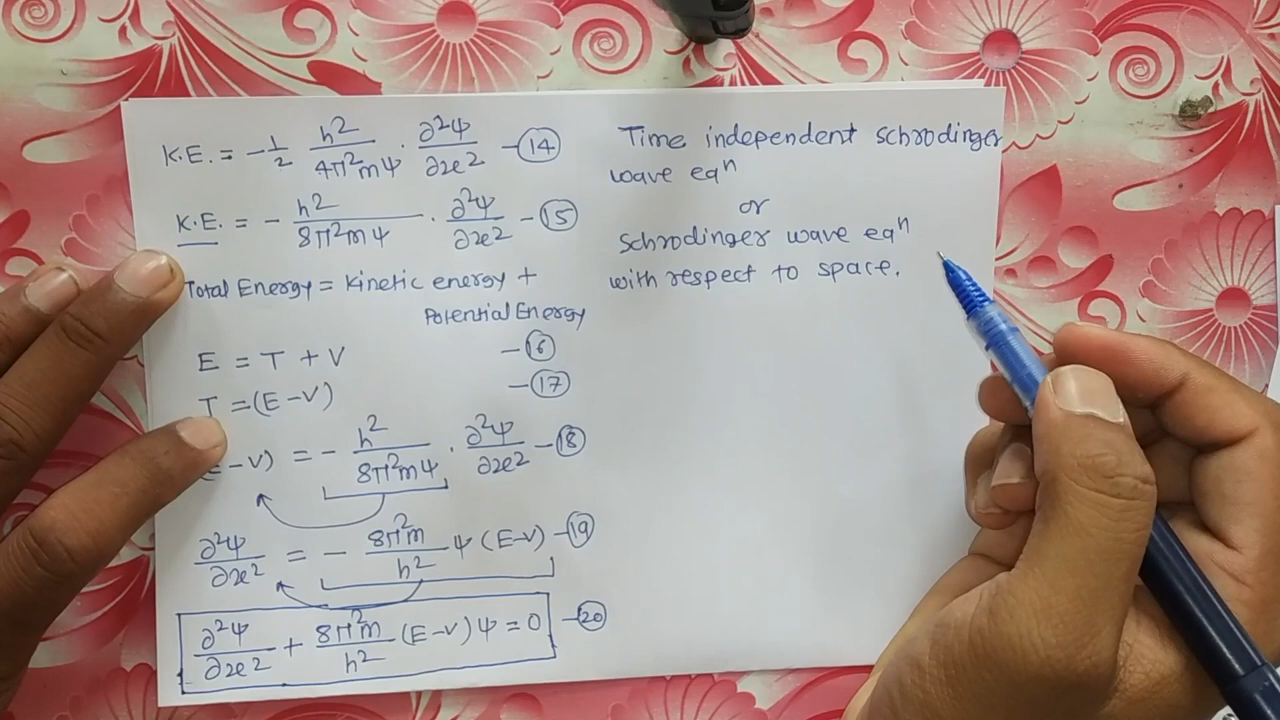 K.E. = -1/2 h²/4π²mψ · ∂²ψ/∂x² - (14)
K.E. = - h²/8π²mψ · ∂²ψ/∂x² - (15)
Total Energy = kinetic energy +
Potential Energy
E = T + V - (16)
T = (E-V) - (17)
-V) = - h²/8π²mψ · ∂²ψ/∂x² - (18)
∂²ψ/∂x² = - 8π²m/h² ψ (E-V) - (19)
∂²ψ/∂x² + 8π²m/h² (E-V) ψ = 0 - (20)
Time independent schrodinger
wave eqⁿ
or
schrodinger wave eqⁿ
with respect to space.